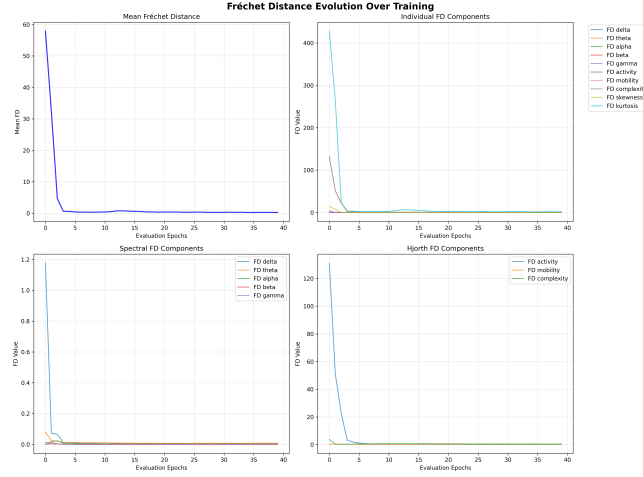 Fréchet Distance Evolution Over Training
Mean Fréchet Distance
60
50
40
30
20
10
0
Mean FD
0 5 10 15 20 25 30 35 40
Evaluation Epochs
Individual FD Components
400
300
200
100
0
FD Value
0 5 10 15 20 25 30 35 40
Evaluation Epochs
FD delta
FD theta
FD alpha
FD beta
FD gamma
FD activity
FD mobility
FD complexit
FD skewness
FD kurtosis
Spectral FD Components
1.2
1.0
0.8
0.6
0.4
0.2
0.0
FD Value
0 5 10 15 20 25 30 35 40
Evaluation Epochs
FD delta
FD theta
FD alpha
FD beta
FD gamma
Hjorth FD Components
120
100
80
60
40
20
0
FD Value
0 5 10 15 20 25 30 35 40
Evaluation Epochs
FD activity
FD mobility
FD complexity